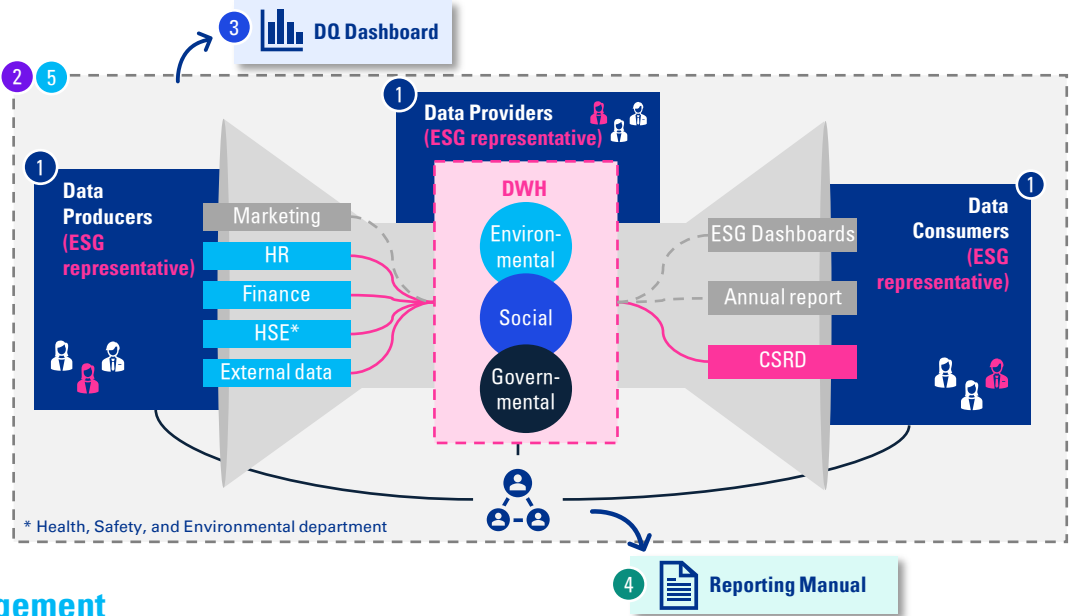 3
DQ Dashboard
2
5
1
Data Providers
(ESG representative)
1
Data
Producers
(ESG
representative)
Marketing
HR
Finance
HSE*
External data
DWH
Environ-
mental
Social
Govern-
mental
ESG Dashboards
Annual report
CSRD
1
Data
Consumers
(ESG
representative)
* Health, Safety, and Environmental department
4
Reporting Manual